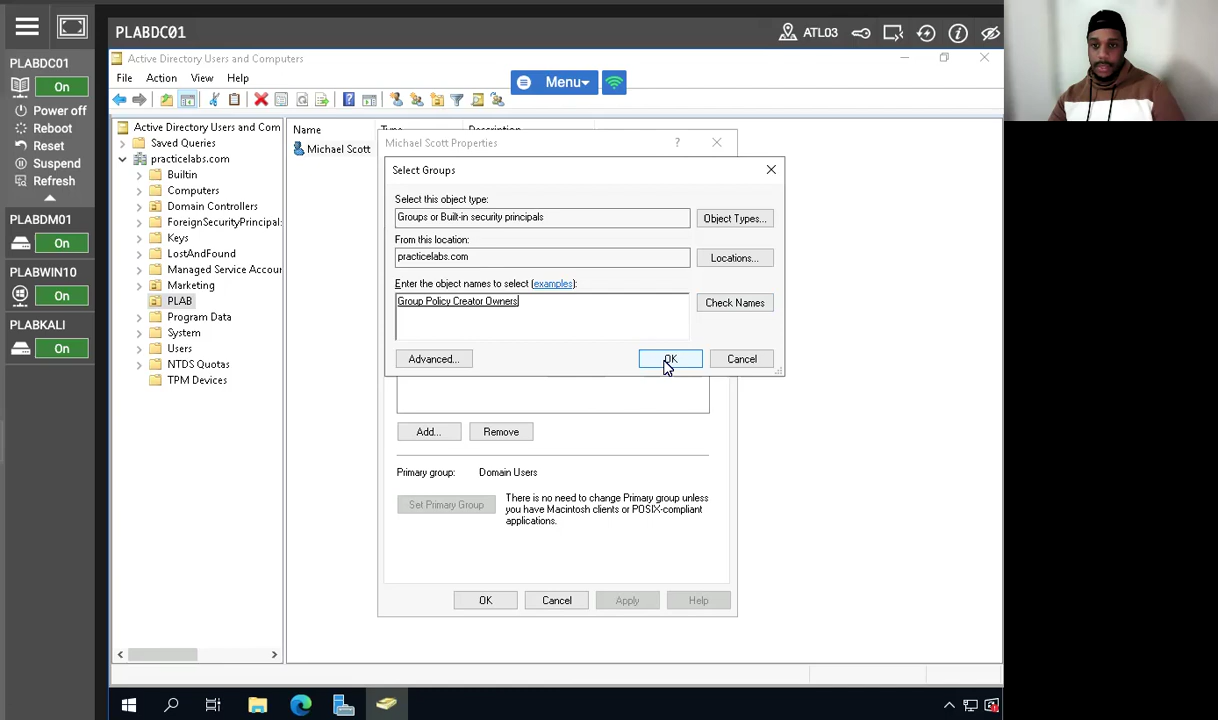 PLABDC01
On
Power off
Reboot
Reset
Suspend
Refresh
PLABDM01
On
PLABWIN10
On
PLABKALI
On
PLABDC01
ATL03
Active Directory Users and Computers
File Action View Help
Menu
Active Directory Users and Com
Saved Queries
practicelabs.com
Builtin
Computers
Domain Controllers
ForeignSecurityPrincipal:
Keys
LostAndFound
Managed Service Accour
Marketing
PLAB
Program Data
System
Users
NTDS Quotas
TPM Devices
Name Type Description
Michael Scott
Michael Scott Properties
Select Groups
Select this object type:
Groups or Built-in security principals
Object Types...
From this location:
practicelabs.com
Locations...
Enter the object names to select (examples):
Group Policy Creator Owners
Check Names
Advanced...
OK
Cancel
Add...
Remove
Primary group: Domain Users
Set Primary Group
There is no need to change Primary group unless
you have Macintosh clients or POSIX-compliant
applications.
OK
Cancel
Apply
Help